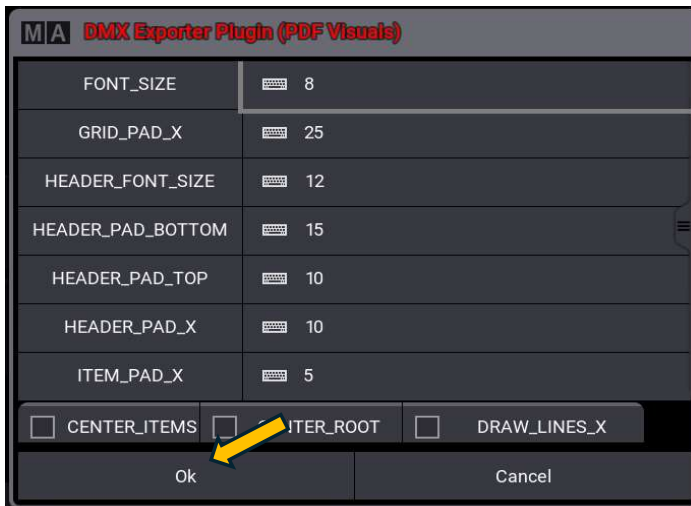 MA DMX Exporter Plugin (PDF Visuals)
FONT_SIZE 8
GRID_PAD_X 25
HEADER_FONT_SIZE 12
HEADER_PAD_BOTTOM 15
HEADER_PAD_TOP 10
HEADER_PAD_X 10
ITEM_PAD_X 5
CENTER_ITEMS TER_ROOT DRAW_LINES_X
Ok Cancel